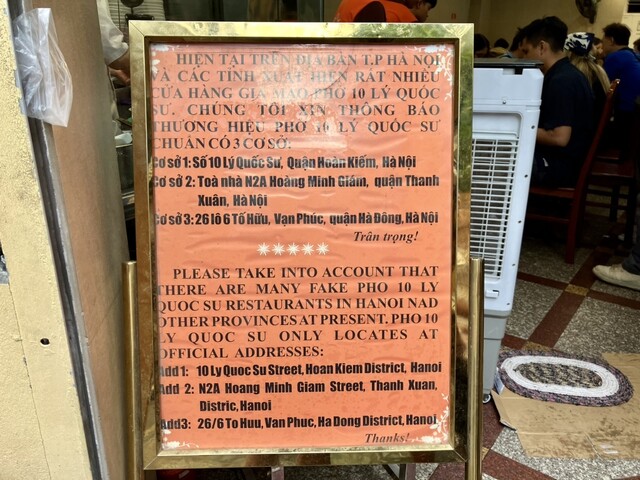 HIỆN TẠI TRÊN ĐỊA BÀN T.P HÀ NỘI
VÀ CÁC TỈNH XUẤT HIỆN RẤT NHIỀU
CỬA HÀNG GIẢ MẠO PHỞ 10 LÝ QUỐC
SƯ. CHÚNG TÔI XIN THÔNG BÁO
THƯƠNG HIỆU PHỞ 10 LÝ QUỐC SƯ
CHUẨN CÓ 3 CƠ SỞ:
Cơ sở 1: Số 10 Lý Quốc Sư, Quận Hoàn Kiếm, Hà Nội
Cơ sở 2: Toà nhà N2A Hoàng Minh Giám, quận Thanh
Xuân, Hà Nội
Cơ sở 3: 26 lô 6 Tố Hữu, Vạn Phúc, quận Hà Đông, Hà Nội
Trân trọng!
PLEASE TAKE INTO ACCOUNT THAT
THERE ARE MANY FAKE PHO 10 LY
QUOC SU RESTAURANTS IN HANOI NAD
OTHER PROVINCES AT PRESENT. PHO 10
LY QUOC SU ONLY LOCATES AT
OFFICIAL ADDRESSES:
Add 1: 10 Ly Quoc Su Street, Hoan Kiem District, Hanoi
Add 2: N2A Hoang Minh Giam Street, Thanh Xuan,
Distric, Hanoi
Add3: 26/6 To Huu, Van Phuc, Ha Dong District, Hanoi
Thanks!